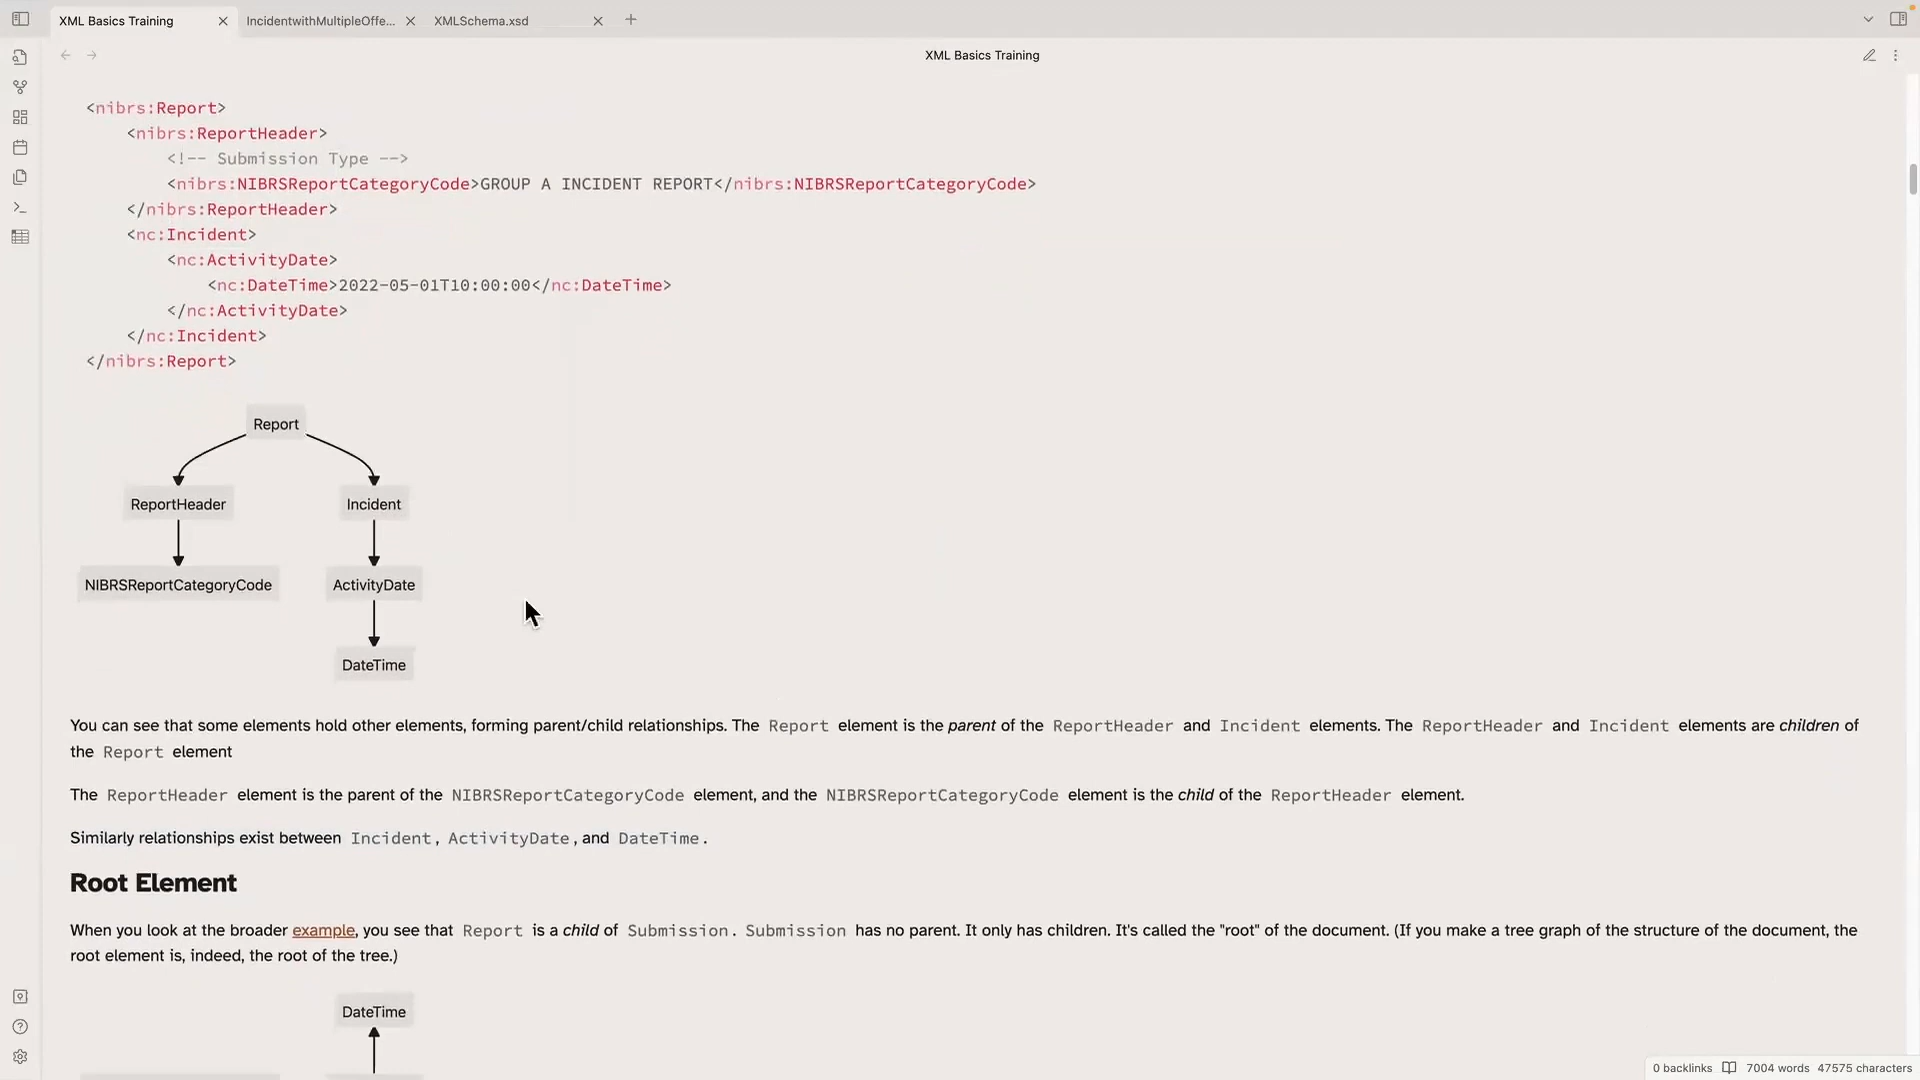 XML Basics Training
IncidentwithMultipleOffe...
XMLSchema.xsd
XML Basics Training
<nibrs:Report>
<nibrs:ReportHeader>
<!-- Submission Type -->
<nibrs:NIBRSReportCategoryCode>GROUP A INCIDENT REPORT</nibrs:NIBRSReportCategoryCode>
</nibrs:ReportHeader>
<nc:Incident>
<nc:ActivityDate>
<nc:DateTime>2022-05-01T10:00:00</nc:DateTime>
</nc:ActivityDate>
</nc:Incident>
</nibrs:Report>
Report
ReportHeader
Incident
NIBRSReportCategoryCode
ActivityDate
DateTime
You can see that some elements hold other elements, forming parent/child relationships. The Report element is the parent of the ReportHeader and Incident elements. The ReportHeader and Incident elements are children of
the Report element
The ReportHeader element is the parent of the NIBRSReportCategoryCode element, and the NIBRSReportCategoryCode element is the child of the ReportHeader element.
Similarly relationships exist between Incident, ActivityDate, and DateTime.
Root Element
When you look at the broader example, you see that Report is a child of Submission. Submission has no parent. It only has children. It's called the "root" of the document. (If you make a tree graph of the structure of the document, the
root element is, indeed, the root of the tree.)
DateTime
0 backlinks 7004 words 47575 characters